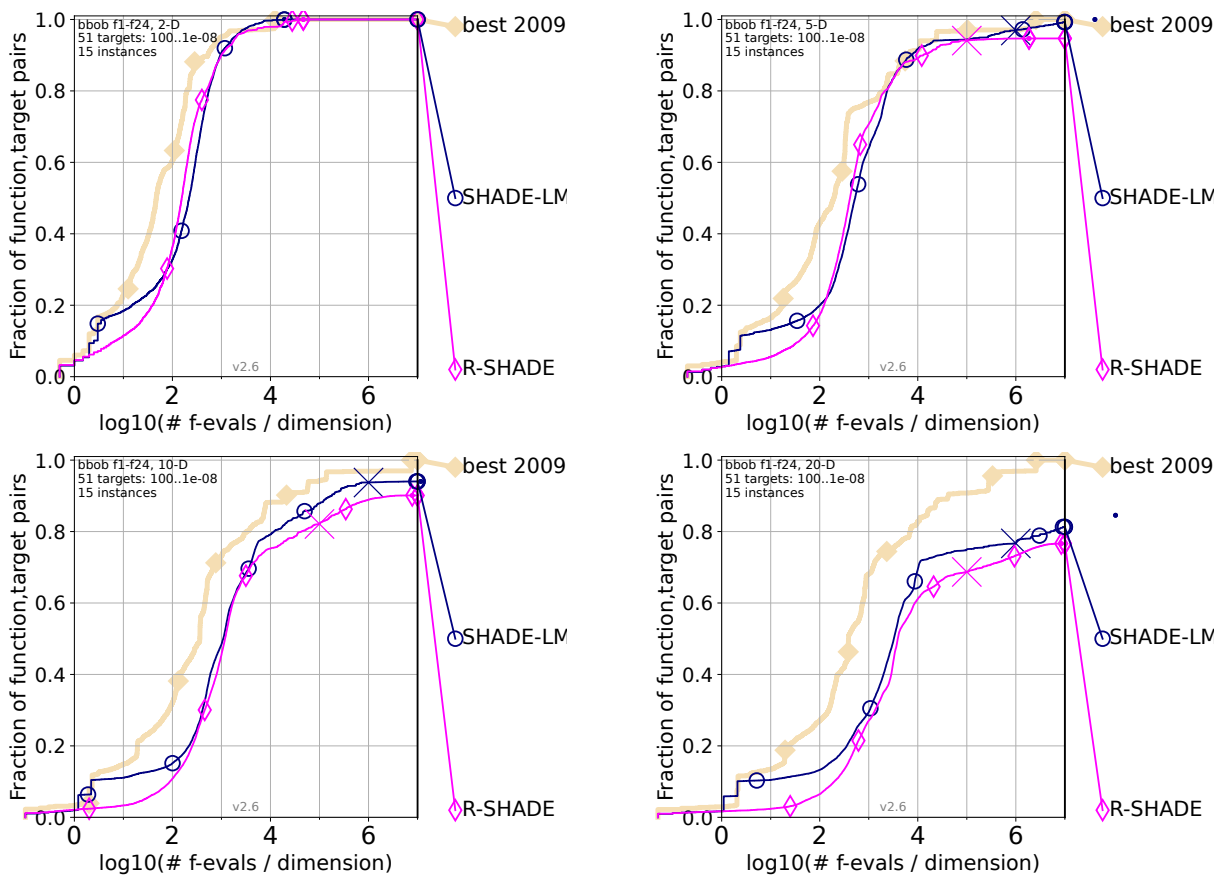 1.0
0.8
0.6
0.4
0.2
0.0
0
2
4
6
Fraction of function,target pairs
log10(# f-evals / dimension)
bbob f1-f24, 2-D
51 targets: 100..1e-08
15 instances
v2.6
best 2009
SHADE-LM
R-SHADE
1.0
0.8
0.6
0.4
0.2
0.0
0
2
4
6
Fraction of function,target pairs
log10(# f-evals / dimension)
bbob f1-f24, 5-D
51 targets: 100..1e-08
15 instances
v2.6
best 2009
SHADE-LM
R-SHADE
1.0
0.8
0.6
0.4
0.2
0.0
0
2
4
6
Fraction of function,target pairs
log10(# f-evals / dimension)
bbob f1-f24, 10-D
51 targets: 100..1e-08
15 instances
v2.6
best 2009
SHADE-LM
R-SHADE
1.0
0.8
0.6
0.4
0.2
0.0
0
2
4
6
Fraction of function,target pairs
log10(# f-evals / dimension)
bbob f1-f24, 20-D
51 targets: 100..1e-08
15 instances
v2.6
best 2009
SHADE-LM
R-SHADE